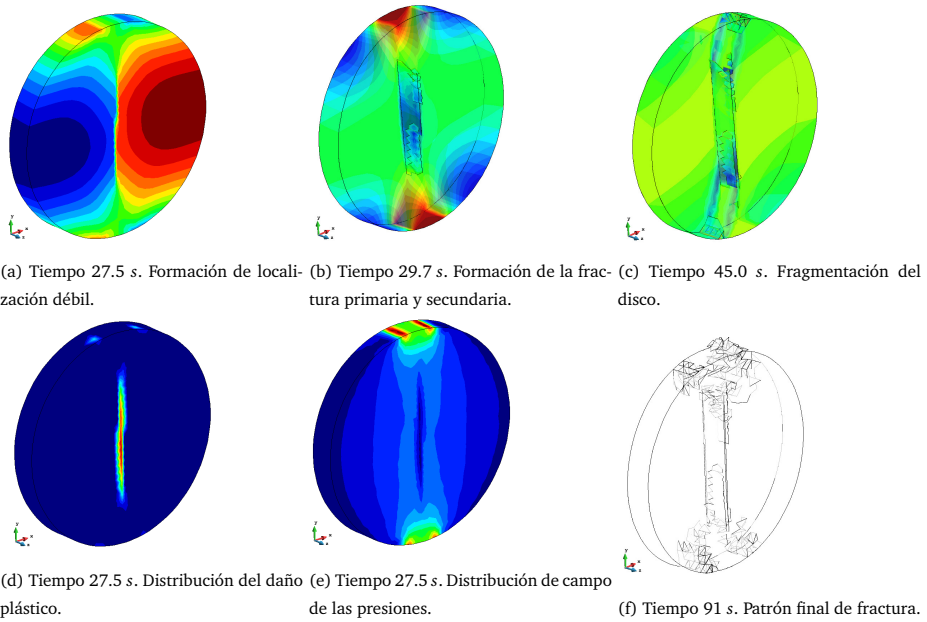 (a) Tiempo 27.5 s. Formación de locali-
zación débil.
(b) Tiempo 29.7 s. Formación de la frac-
tura primaria y secundaria.
(c) Tiempo 45.0 s. Fragmentación del
disco.
(d) Tiempo 27.5 s. Distribución del daño
plástico.
(e) Tiempo 27.5 s. Distribución de campo
de las presiones.
(f) Tiempo 91 s. Patrón final de fractura.